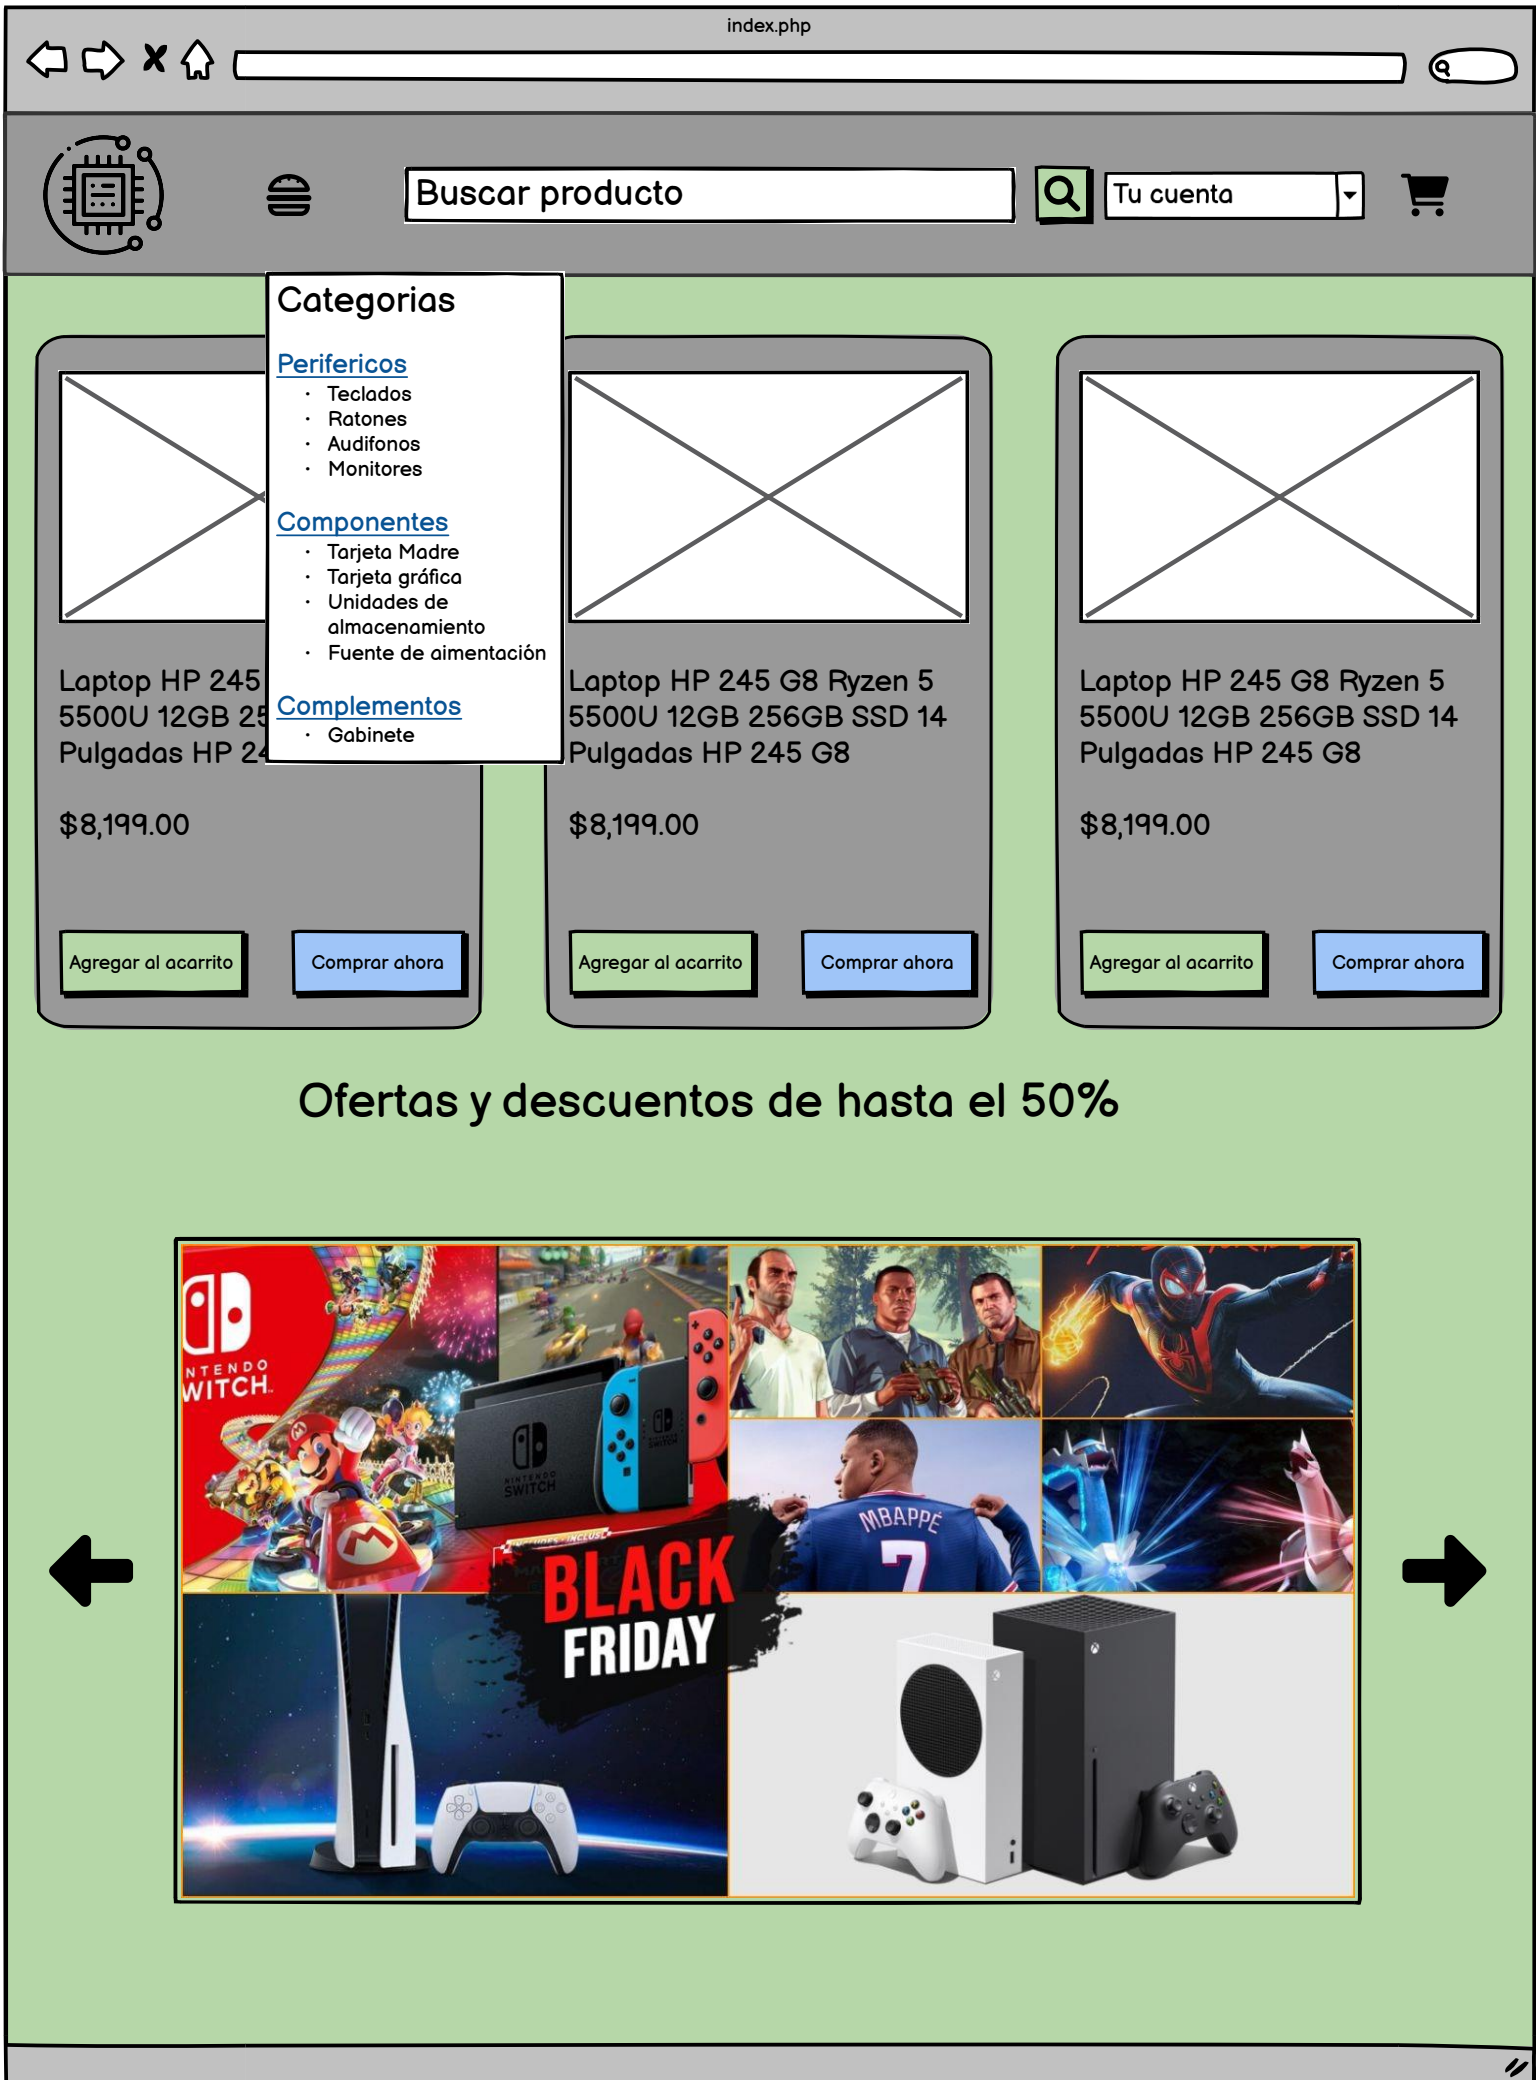 index.php
Buscar producto
Tu cuenta
Categorias
Perifericos
· Teclados
· Ratones
· Audifonos
· Monitores
Componentes
· Tarjeta Madre
· Tarjeta gráfica
· Unidades de
almacenamiento
· Fuente de aimentación
Complementos
· Gabinete
Laptop HP 245
5500U 12GB 25
Pulgadas HP 24
$8,199.00
Agregar al acarrito
Comprar ahora
Laptop HP 245 G8 Ryzen 5
5500U 12GB 256GB SSD 14
Pulgadas HP 245 G8
$8,199.00
Agregar al acarrito
Comprar ahora
Laptop HP 245 G8 Ryzen 5
5500U 12GB 256GB SSD 14
Pulgadas HP 245 G8
$8,199.00
Agregar al acarrito
Comprar ahora
Ofertas y descuentos de hasta el 50%
NTENDO
WITCH
NINTENDO
SWITCH
MBAPPÉ
7
BLACK
FRIDAY